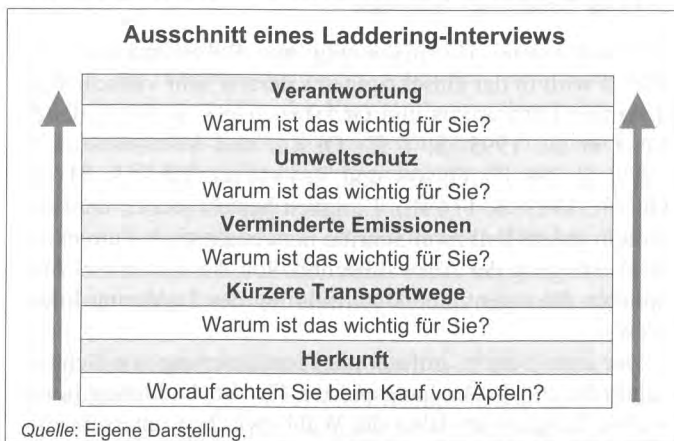 Ausschnitt eines Laddering-Interviews
Verantwortung
Warum ist das wichtig für Sie?
Umweltschutz
Warum ist das wichtig für Sie?
Verminderte Emissionen
Warum ist das wichtig für Sie?
Kürzere Transportwege
Warum ist das wichtig für Sie?
Herkunft
Worauf achten Sie beim Kauf von Äpfeln?
Quelle: Eigene Darstellung.